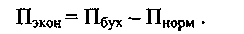 Пэкон = Пбух – Пнорм .